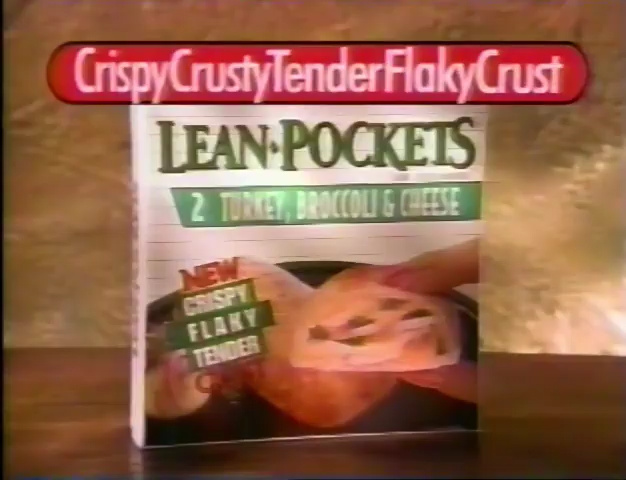 CrispyCrustyTenderFlakyCrust
LEAN·POCKETS
2 TURKEY, BROCCOLI & CHEESE
NEW
CRISPY
FLAKY
TENDER